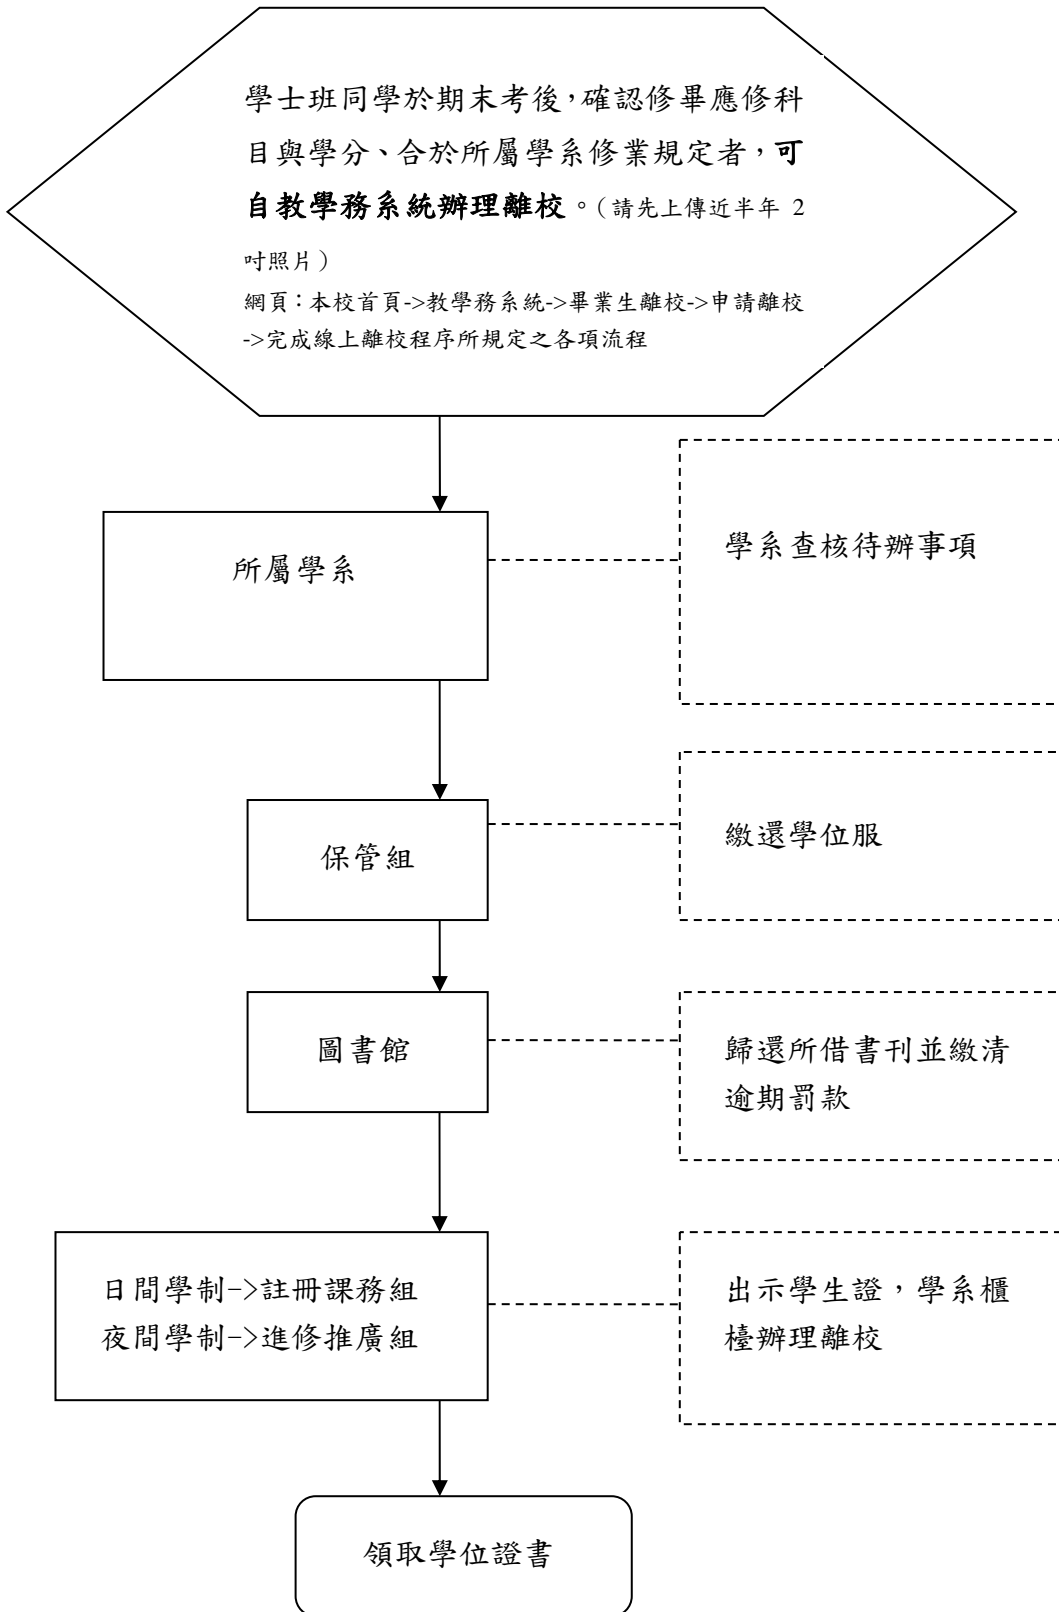 學士班同學於期末考後，確認修畢應修科
目與學分、合於所屬學系修業規定者，可
自教學務系統辦理離校。（請先上傳近半年 2
吋照片）
網頁：本校首頁->教學務系統->畢業生離校->申請離校
->完成線上離校程序所規定之各項流程
所屬學系
學系查核待辦事項
保管組
繳還學位服
圖書館
歸還所借書刊並繳清
逾期罰款
日間學制->註冊課務組
夜間學制->進修推廣組
出示學生證，學系櫃
檯辦理離校
領取學位證書